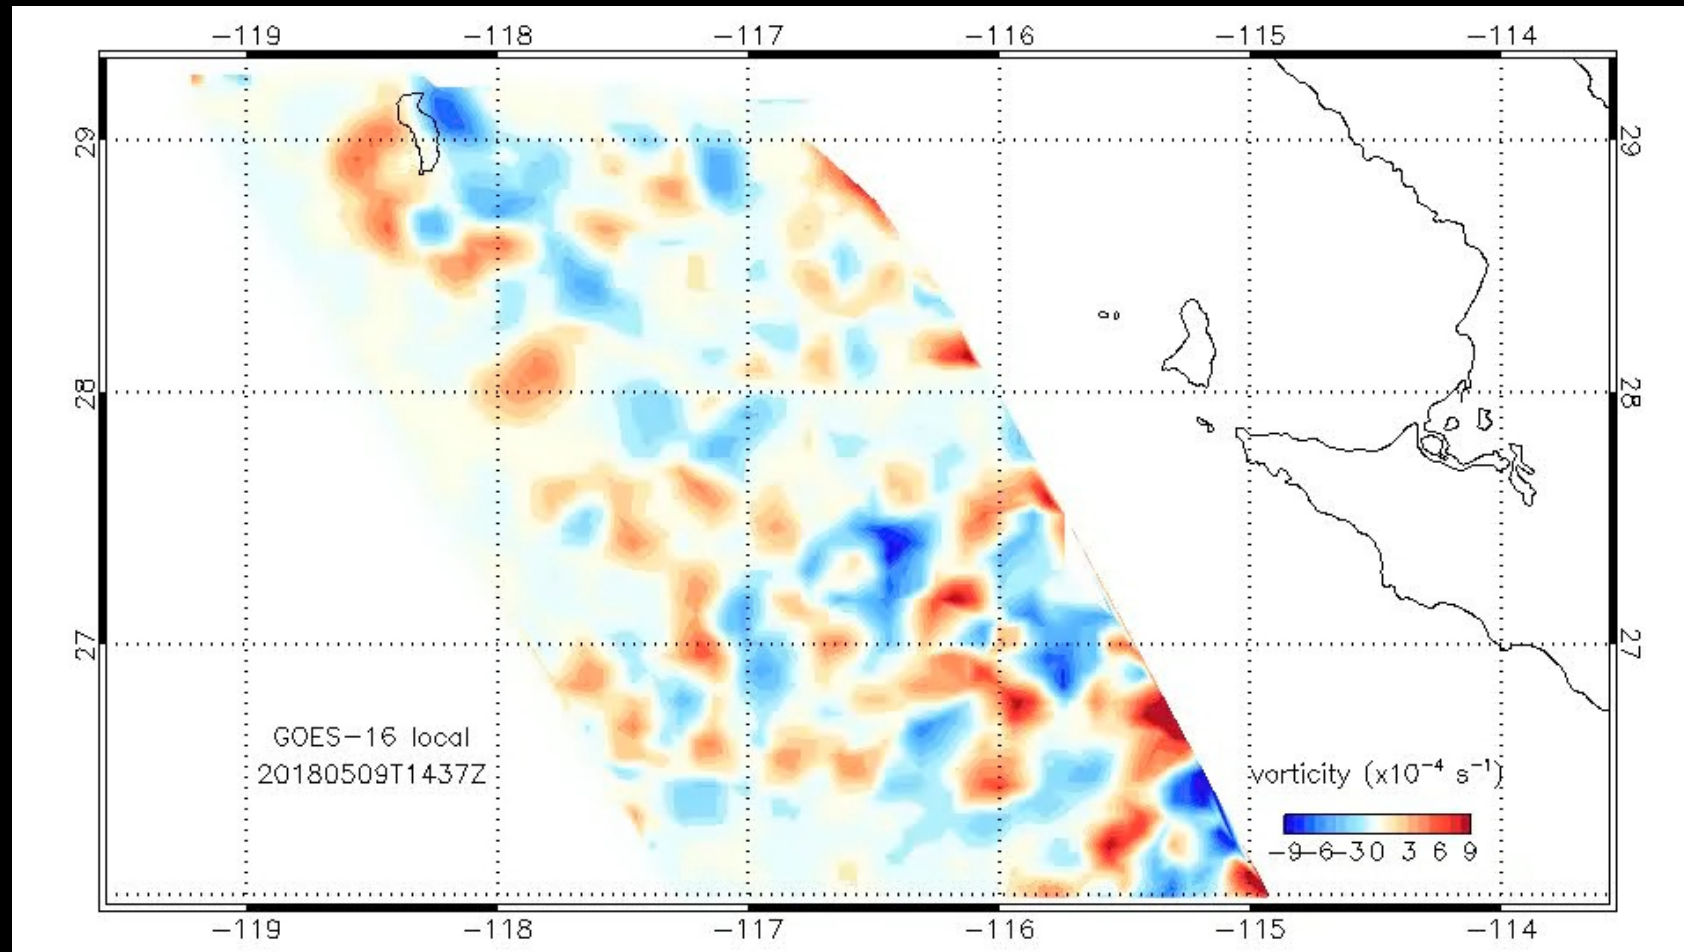 -119 -118 -117 -116 -115 -114
29 29
28 28
27 27
GOES-16 local
20180509T1437Z
vorticity (x10⁻⁴ s⁻¹)
-9-6-30 3 6 9
-119 -118 -117 -116 -115 -114